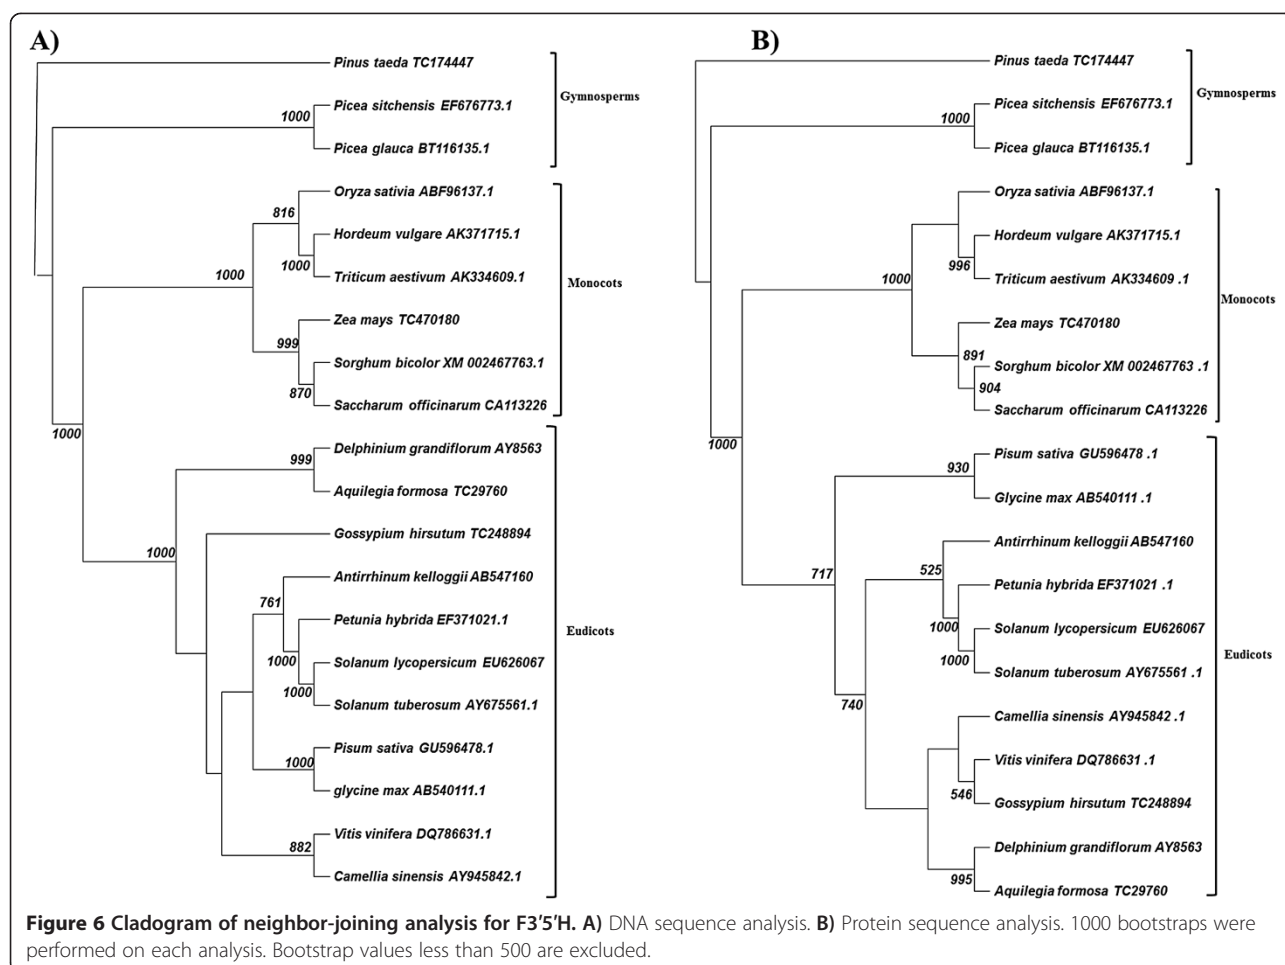 A)
Pinus taeda TC174447
Picea sitchensis EF676773.1
1000
Picea glauca BT116135.1
Gymnosperms
Oryza sativia ABF96137.1
816
Hordeum vulgare AK371715.1
1000
Triticum aestivum AK334609.1
1000
Zea mays TC470180
999
Sorghum bicolor XM 002467763.1
870
Saccharum officinarum CA113226
Monocots
1000
Delphinium grandiflorum AY8563
999
Aquilegia formosa TC29760
Gossypium hirsutum TC248894
1000
Antirrhinum kelloggii AB547160
761
Petunia hybrida EF371021.1
1000
Solanum lycopersicum EU626067
1000
Solanum tuberosum AY675561.1
Pisum sativa GU596478.1
1000
glycine max AB540111.1
Vitis vinifera DQ786631.1
882
Camellia sinensis AY945842.1
Eudicots
B)
Pinus taeda TC174447
Picea sitchensis EF676773.1
1000
Picea glauca BT116135.1
Gymnosperms
Oryza sativia ABF96137.1
Hordeum vulgare AK371715.1
996
Triticum aestivum AK334609 .1
1000
Zea mays TC470180
891
Sorghum bicolor XM 002467763 .1
904
Saccharum officinarum CA113226
Monocots
1000
Pisum sativa GU596478 .1
930
Glycine max AB540111 .1
Antirrhinum kelloggii AB547160
717
525
Petunia hybrida EF371021 .1
1000
Solanum lycopersicum EU626067
1000
Solanum tuberosum AY675561 .1
740
Camellia sinensis AY945842 .1
Vitis vinifera DQ786631 .1
546
Gossypium hirsutum TC248894
Delphinium grandiflorum AY8563
995
Aquilegia formosa TC29760
Eudicots
Figure 6 Cladogram of neighbor-joining analysis for F3′5′H. A) DNA sequence analysis. B) Protein sequence analysis. 1000 bootstraps were
performed on each analysis. Bootstrap values less than 500 are excluded.